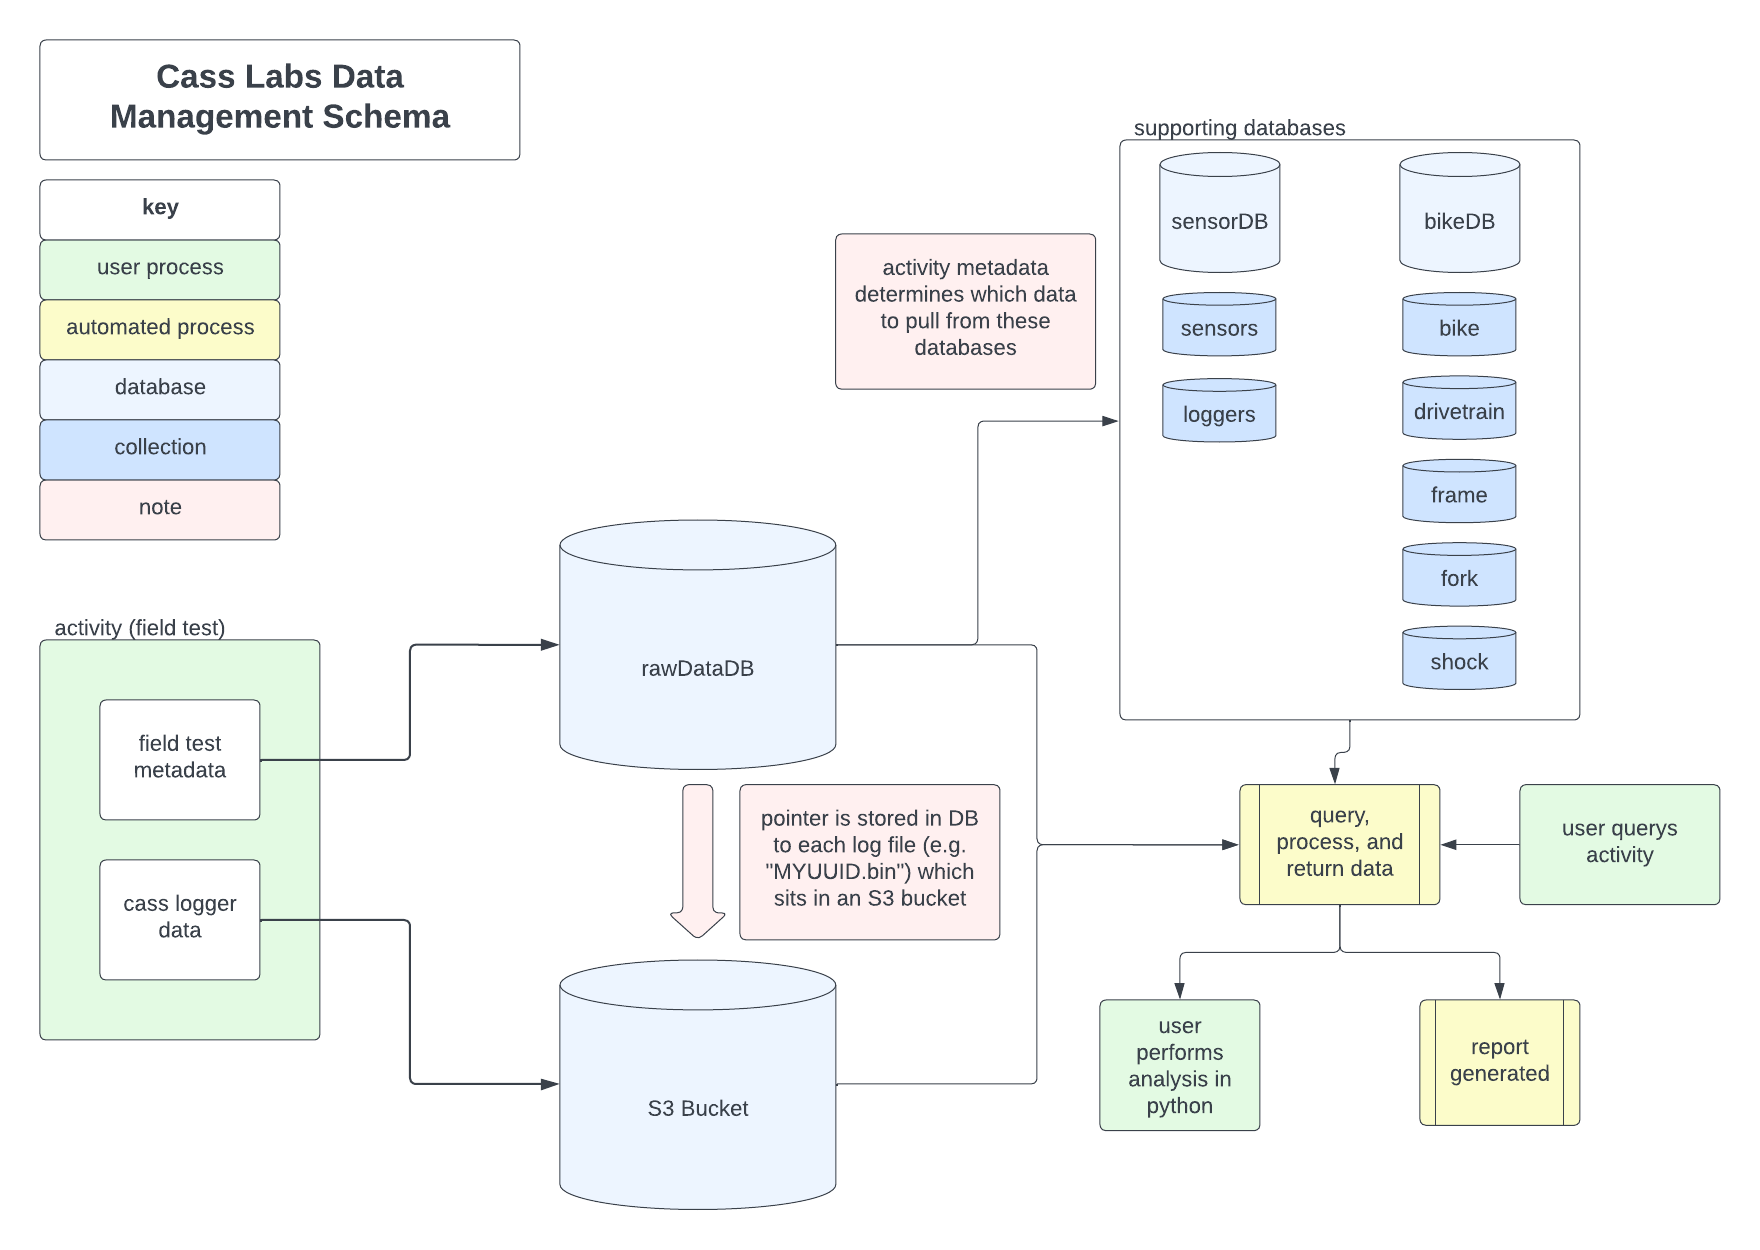 Cass Labs Data
Management Schema
key
user process
automated process
database
collection
note
supporting databases
sensorDB
bikeDB
sensors
loggers
bike
drivetrain
frame
fork
shock
activity metadata
determines which data
to pull from these
databases
activity (field test)
field test
metadata
cass logger
data
rawDataDB
pointer is stored in DB
to each log file (e.g.
"MYUUID.bin") which
sits in an S3 bucket
S3 Bucket
query,
process, and
return data
user querys
activity
user
performs
analysis in
python
report
generated